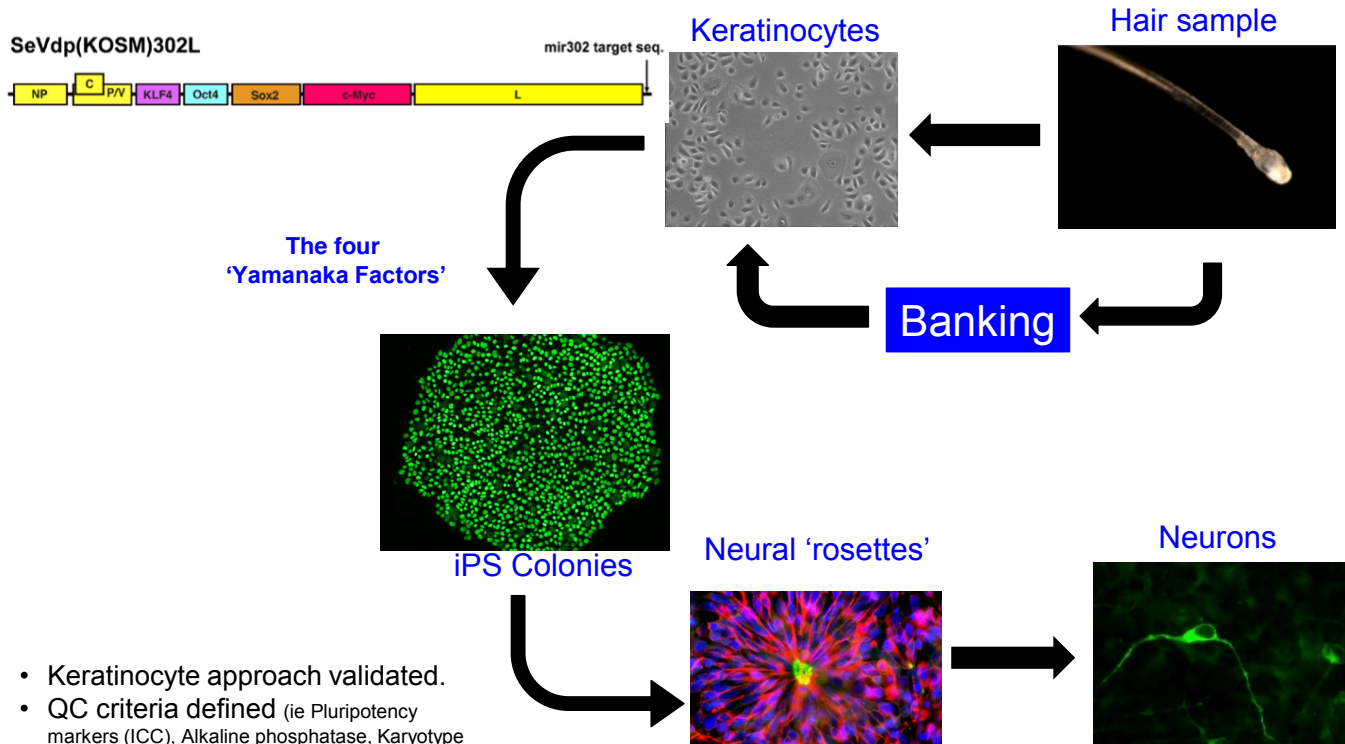 SeVdp(KOSM)302L
mir302 target seq.
NP
C
P/V
KLF4
Oct4
Sox2
c-Myc
L
Keratinocytes
Hair sample
The four
‘Yamanaka Factors’
Banking
iPS Colonies
Neural ‘rosettes’
Neurons
• Keratinocyte approach validated.
• QC criteria defined (ie Pluripotency
markers (ICC), Alkaline phosphatase, Karyotype